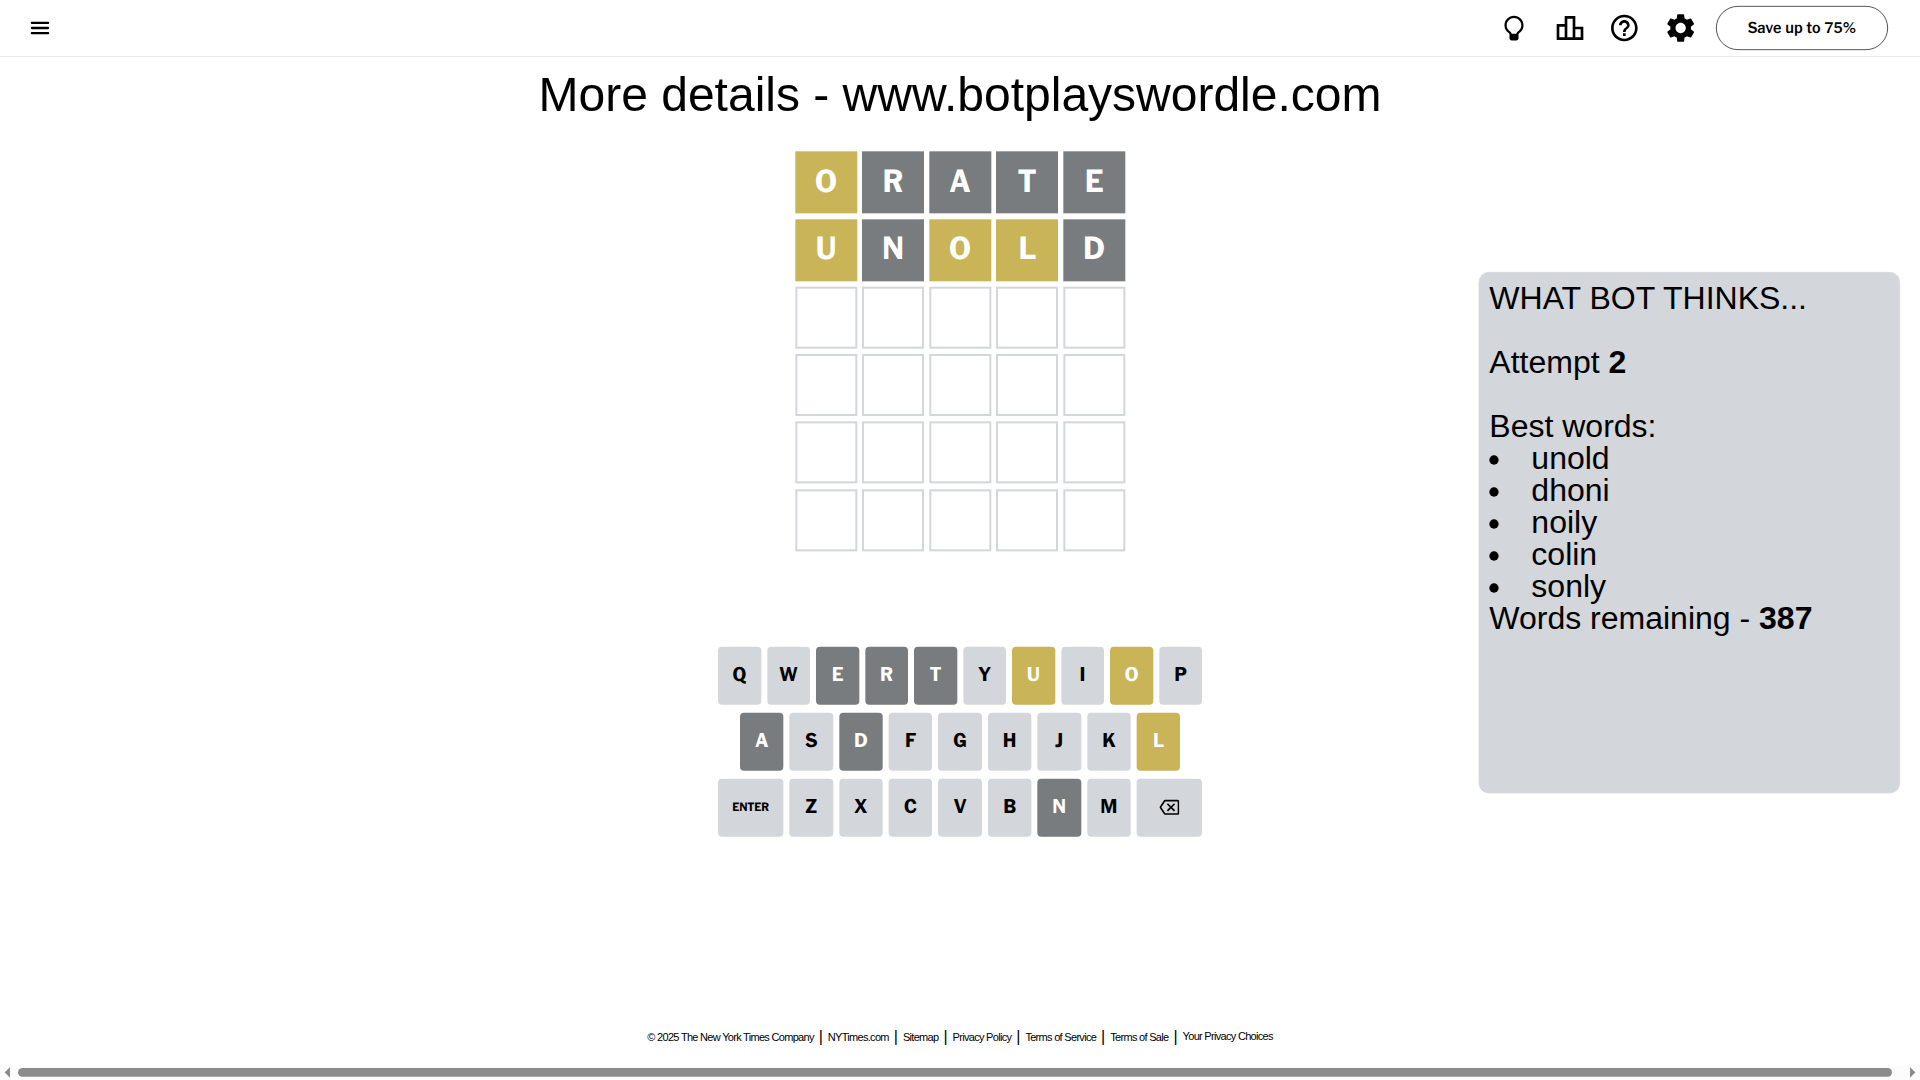 Save up to 75%
More details - www.botplayswordle.com
O R A T E
U N O L D
WHAT BOT THINKS...
Attempt 2
Best words:
• unold
• dhoni
• noily
• colin
• sonly
Words remaining - 387
Q W E R T Y U I O P
A S D F G H J K L
ENTER Z X C V B N M
© 2025 The New York Times Company | NYTimes.com | Sitemap | Privacy Policy | Terms of Service | Terms of Sale | Your Privacy Choices